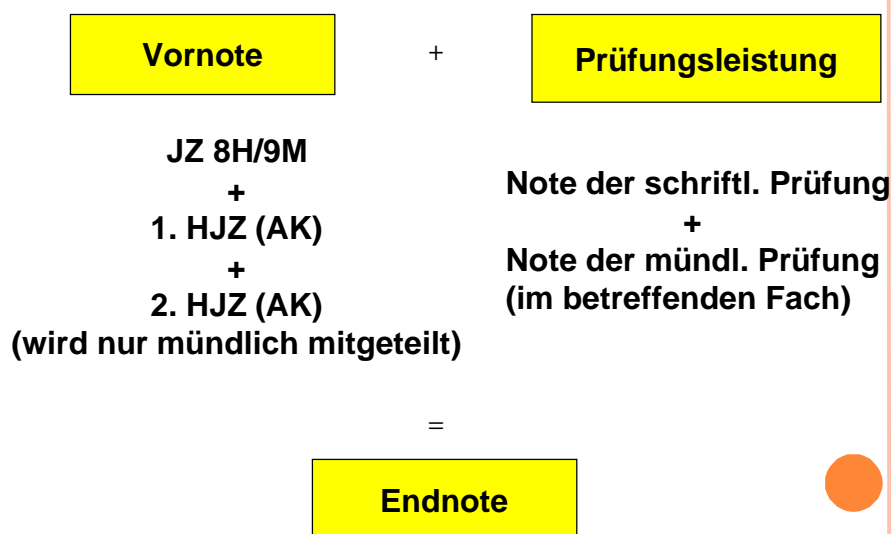 Vornote
+
Prüfungsleistung
JZ 8H/9M
+
1. HJZ (AK)
+
2. HJZ (AK)
(wird nur mündlich mitgeteilt)
Note der schriftl. Prüfung
+
Note der mündl. Prüfung
(im betreffenden Fach)
=
Endnote